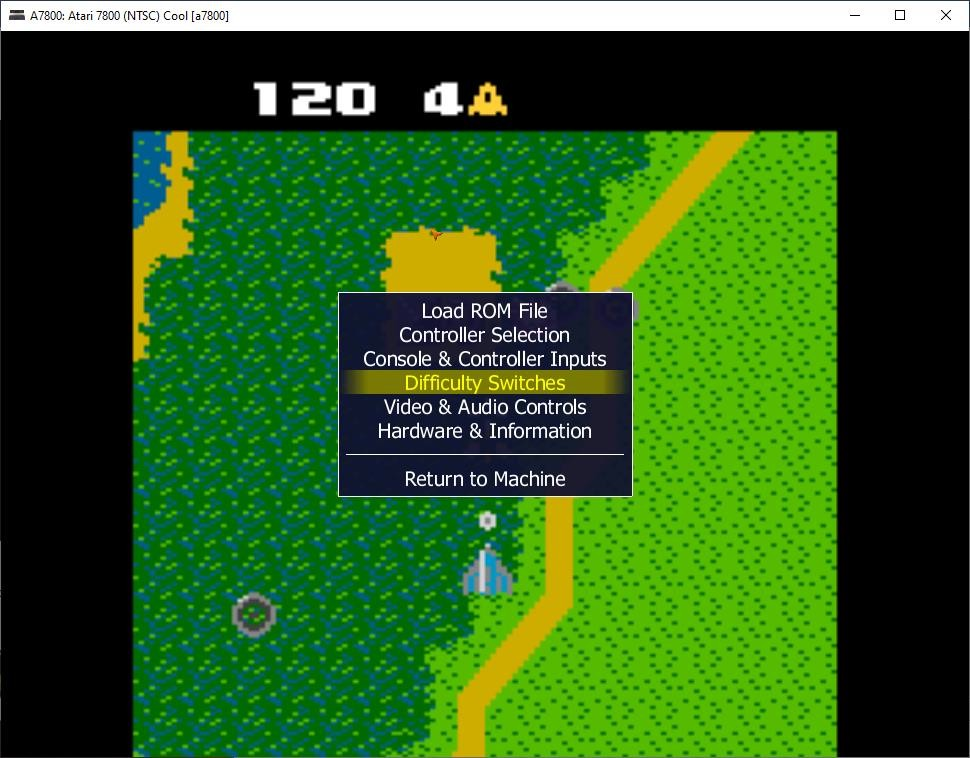 A7800: Atari 7800 (NTSC) Cool [a7800]
120 4
Load ROM File
Controller Selection
Console & Controller Inputs
Difficulty Switches
Video & Audio Controls
Hardware & Information
Return to Machine